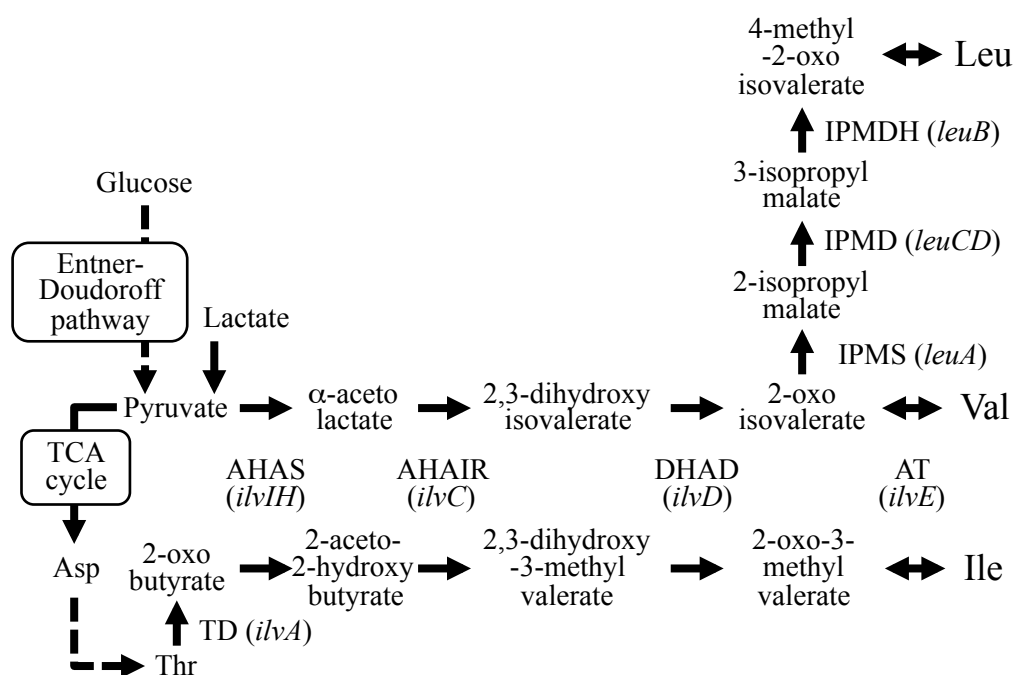 4-methyl
-2-oxo
isovalerate
Leu
IPMDH (leuB)
3-isopropyl
malate
IPMD (leuCD)
2-isopropyl
malate
IPMS (leuA)
Glucose
Entner-
Doudoroff
pathway
Lactate
Pyruvate
α-aceto
lactate
2,3-dihydroxy
isovalerate
2-oxo
isovalerate
Val
TCA
cycle
AHAS
(ilvIH)
AHAIR
(ilvC)
DHAD
(ilvD)
AT
(ilvE)
Asp
2-oxo
butyrate
2-aceto-
2-hydroxy
butyrate
2,3-dihydroxy
-3-methyl
valerate
2-oxo-3-
methyl
valerate
Ile
TD (ilvA)
Thr